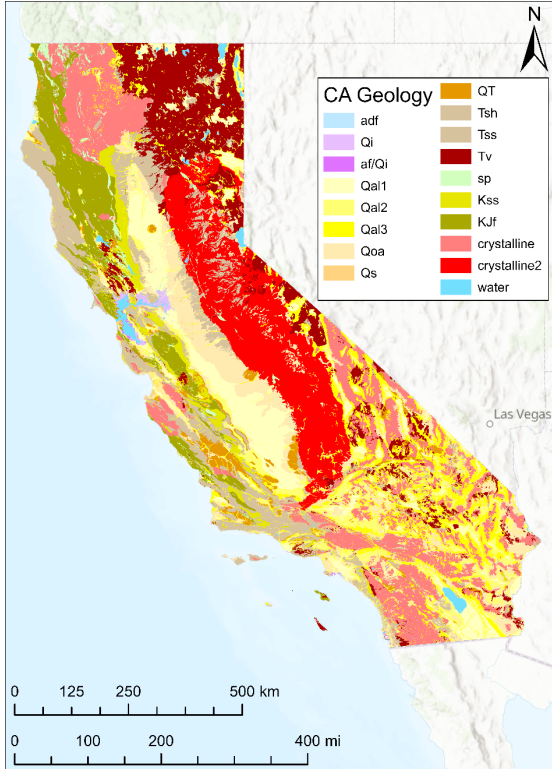 N
CA Geology
adf
Qi
af/Qi
Qal1
Qal2
Qal3
Qoa
Qs
QT
Tsh
Tss
Tv
sp
Kss
KJf
crystalline
crystalline2
water
Las Vegas
0 125 250 500 km
0 100 200 400 mi